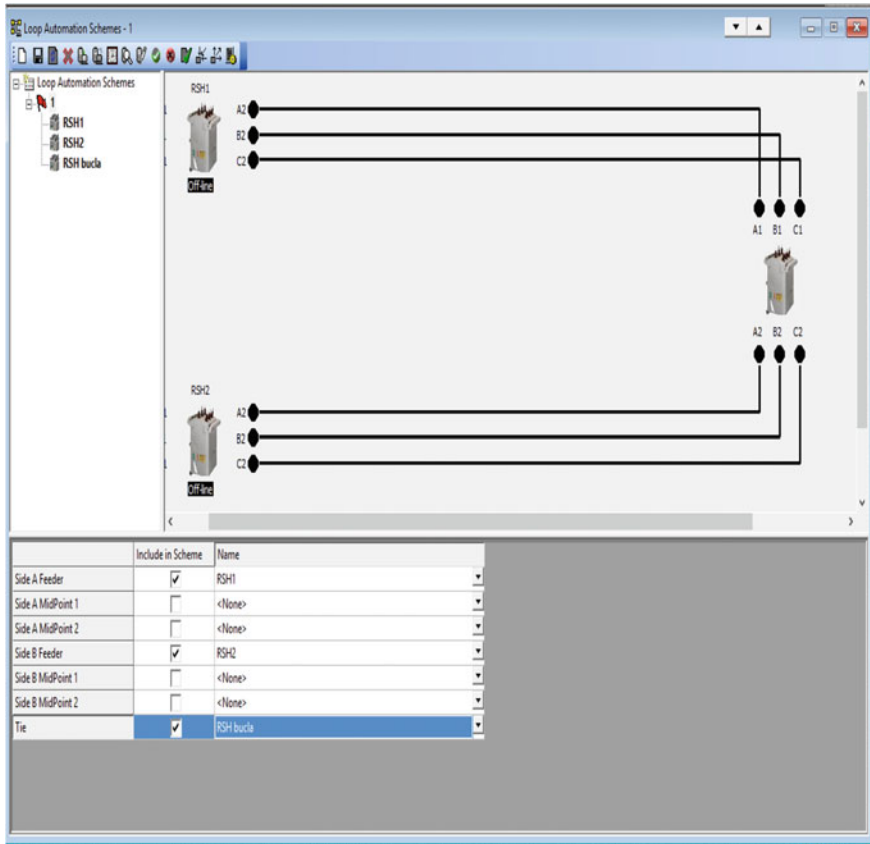 Loop Automation Schemes - 1
Loop Automation Schemes
1
RSH1
RSH2
RSH bucla
RSH1
A2
B2
C2
Off-line
A1 B1 C1
A2 B2 C2
RSH2
A2
B2
C2
Off-line
Include in Scheme Name
Side A Feeder RSH1
Side A MidPoint 1 <None>
Side A MidPoint 2 <None>
Side B Feeder RSH2
Side B MidPoint 1 <None>
Side B MidPoint 2 <None>
Tie RSH bucla